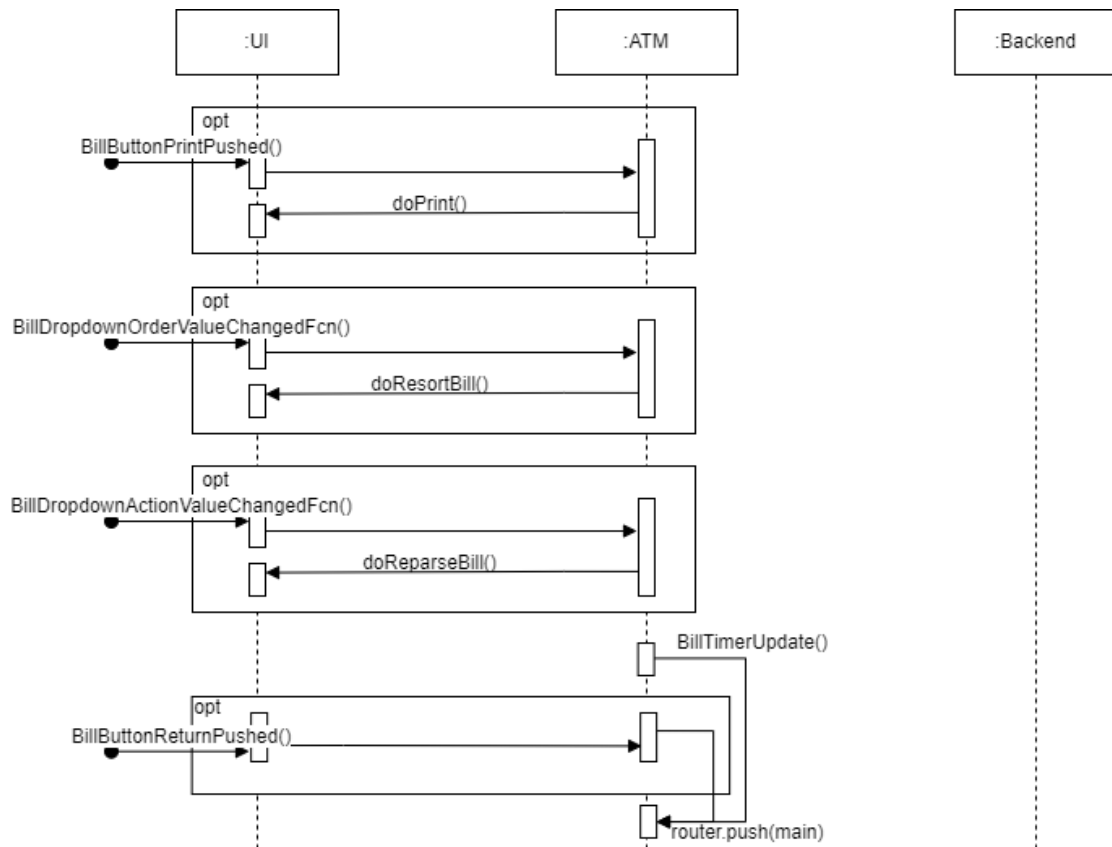 :UI
:ATM
:Backend
opt
BillButtonPrintPushed()
doPrint()
opt
BillDropdownOrderValueChangedFcn()
doResortBill()
opt
BillDropdownActionValueChangedFcn()
doReparseBill()
BillTimerUpdate()
opt
BillButtonReturnPushed()
router.push(main)